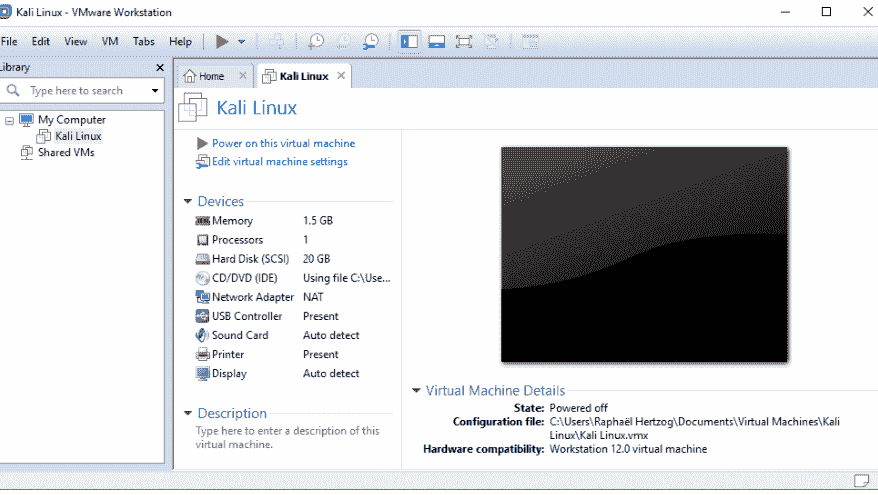 Kali Linux - VMware Workstation
File Edit View VM Tabs Help
Library
Type here to search
My Computer
Kali Linux
Shared VMs
Home Kali Linux
Kali Linux
Power on this virtual machine
Edit virtual machine settings
Devices
Memory 1.5 GB
Processors 1
Hard Disk (SCSI) 20 GB
CD/DVD (IDE) Using file C:\Use...
Network Adapter NAT
USB Controller Present
Sound Card Auto detect
Printer Present
Display Auto detect
Description
Type here to enter a description of this
virtual machine.
Virtual Machine Details
State: Powered off
Configuration file: C:\Users\Raphaël Hertzog\Documents\Virtual Machines\Kali
Linux\Kali Linux.vmx
Hardware compatibility: Workstation 12.0 virtual machine